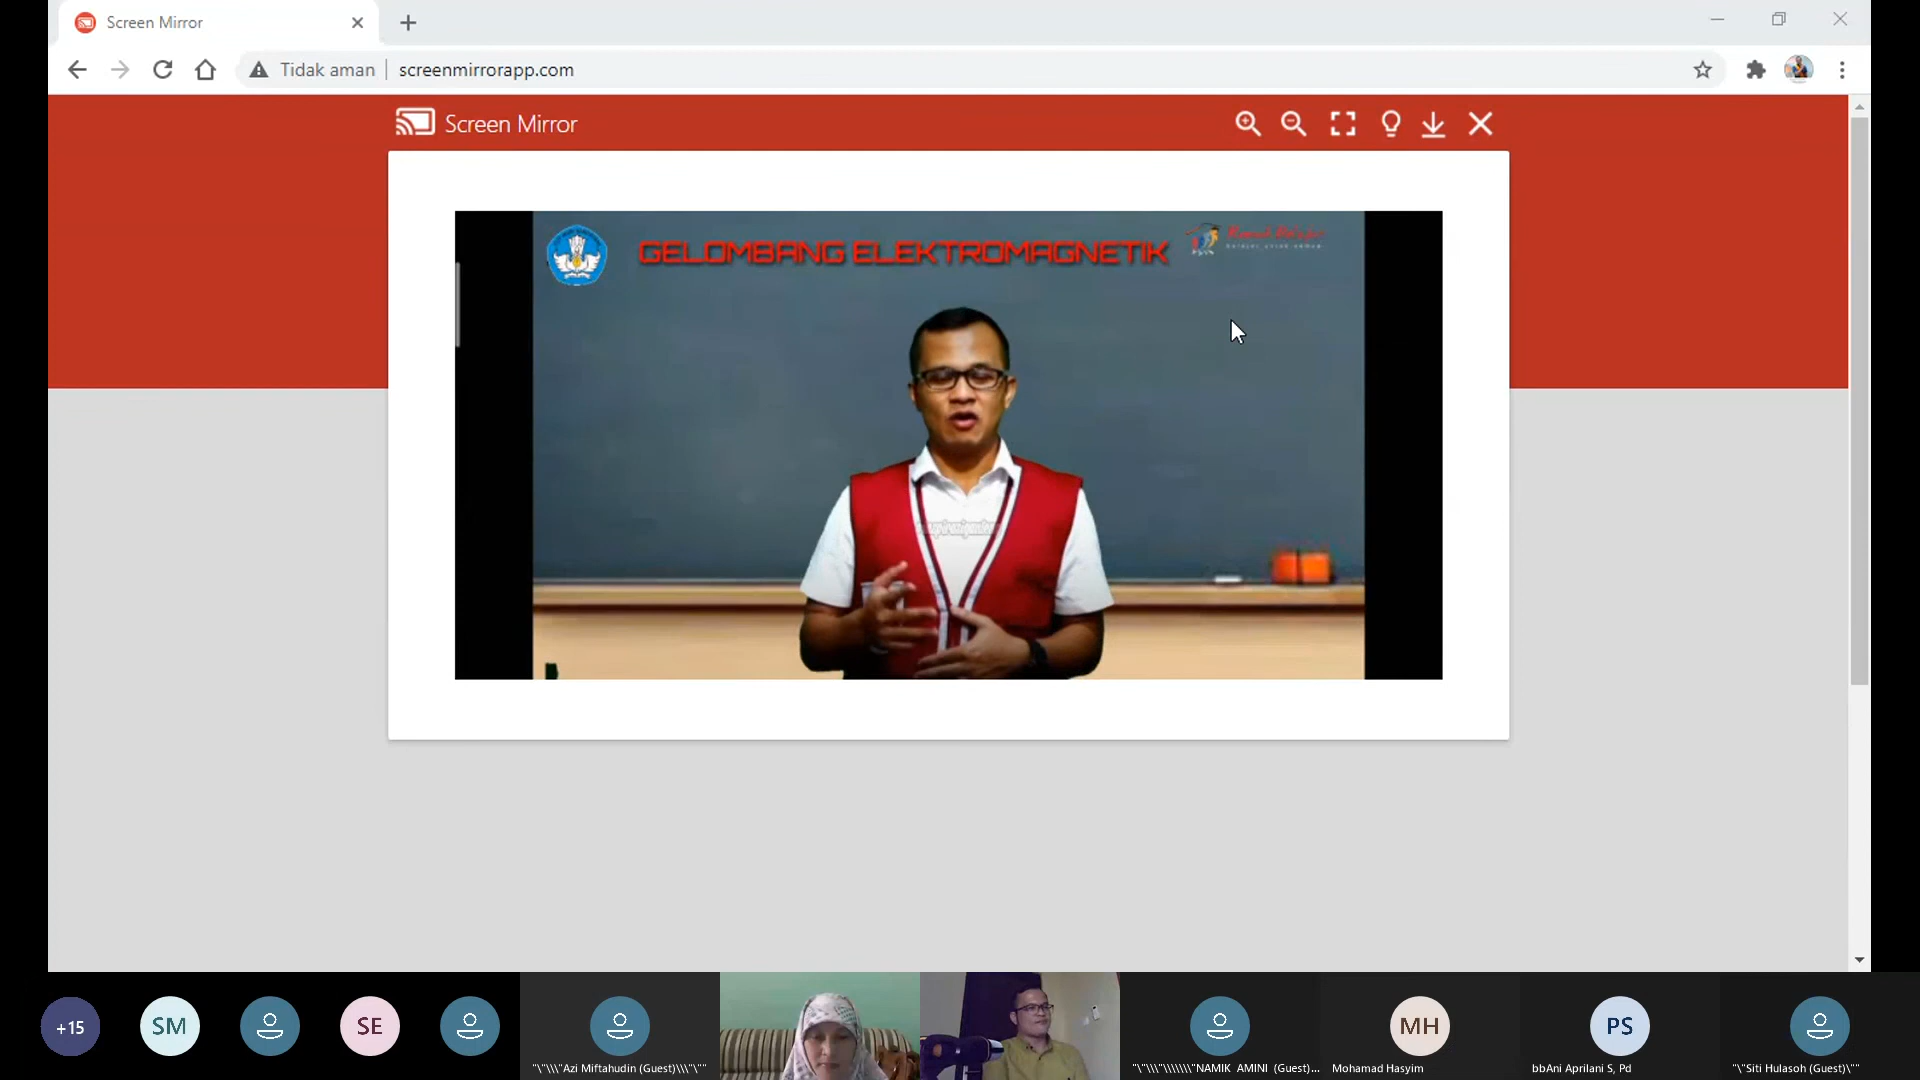 Screen Mirror
Tidak aman
screenmirrorapp.com
Screen Mirror
GELOMBANG ELEKTROMAGNETIK
+15
SM
SE
MH
PS
"\"\\\"Azi Miftahudin (Guest)\\\"\""
"\"\\\"\\\\\\\"NAMIK AMINI (Guest)...
Mohamad Hasyim
bbAni Aprilani S, Pd
"\"Siti Hulasoh (Guest)\""